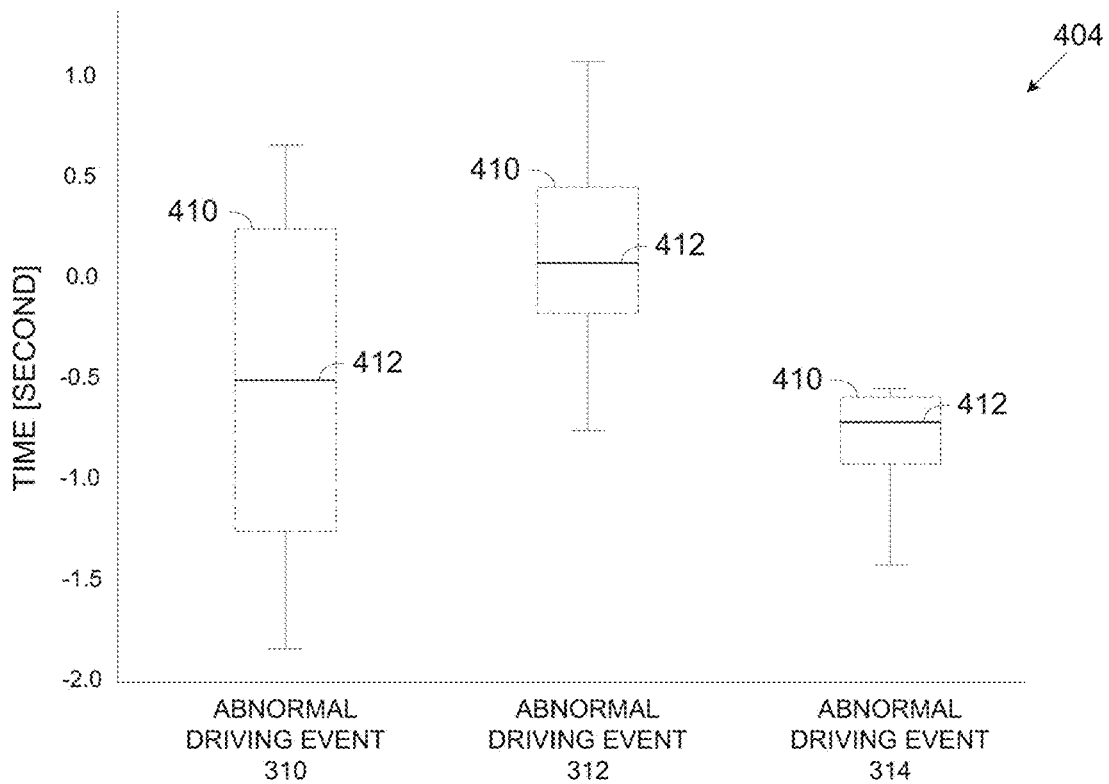 404
1.0
0.5
0.0
-0.5
-1.0
-1.5
-2.0
TIME [SECOND]
410
412
410
412
410
412
ABNORMAL
DRIVING EVENT
310
ABNORMAL
DRIVING EVENT
312
ABNORMAL
DRIVING EVENT
314